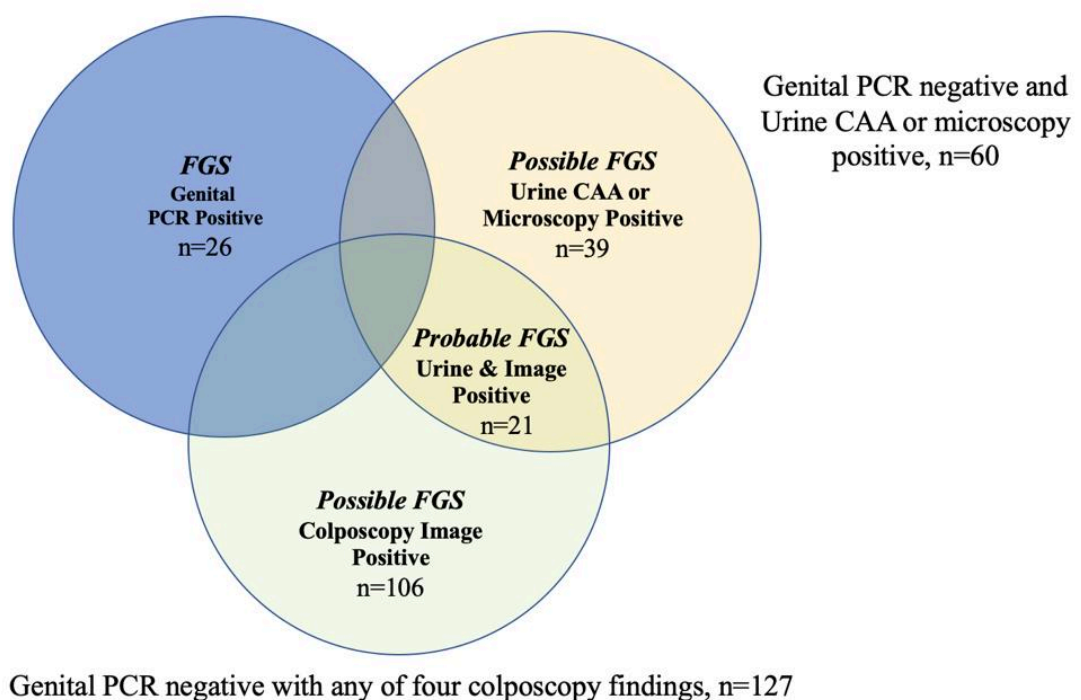 FGS
Genital
PCR Positive
n=26
Possible FGS
Urine CAA or
Microscopy Positive
n=39
Genital PCR negative and
Urine CAA or microscopy
positive, n=60
Probable FGS
Urine & Image
Positive
n=21
Possible FGS
Colposcopy Image
Positive
n=106
Genital PCR negative with any of four colposcopy findings, n=127